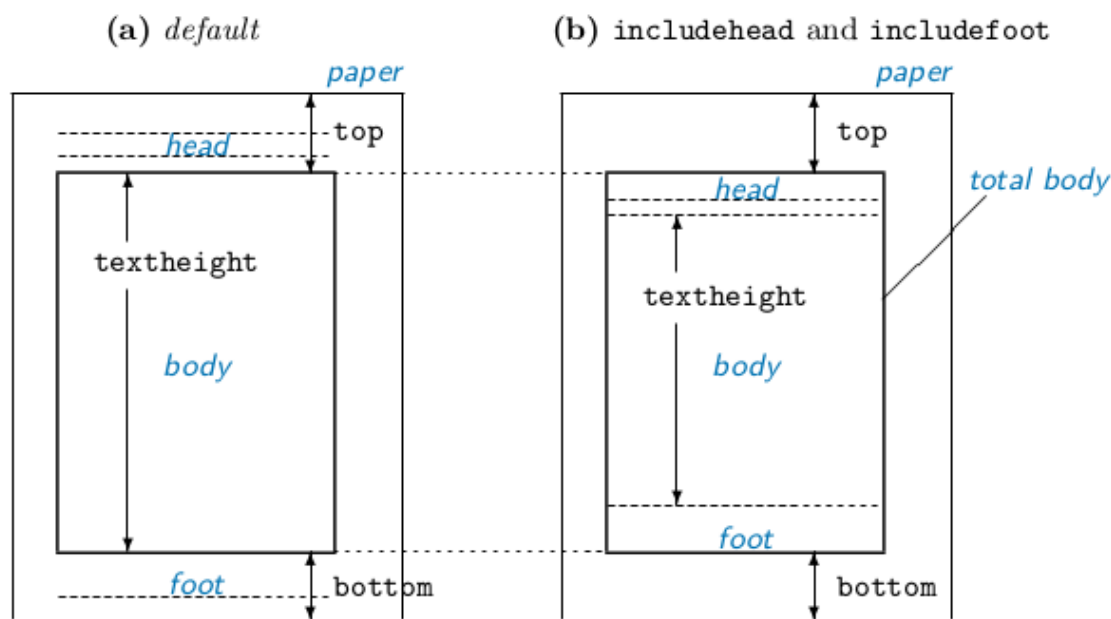 (a) default
(b) includehead and includefoot
paper
paper
top
top
head
head
total body
textheight
textheight
body
body
foot
foot
bottom
bottom